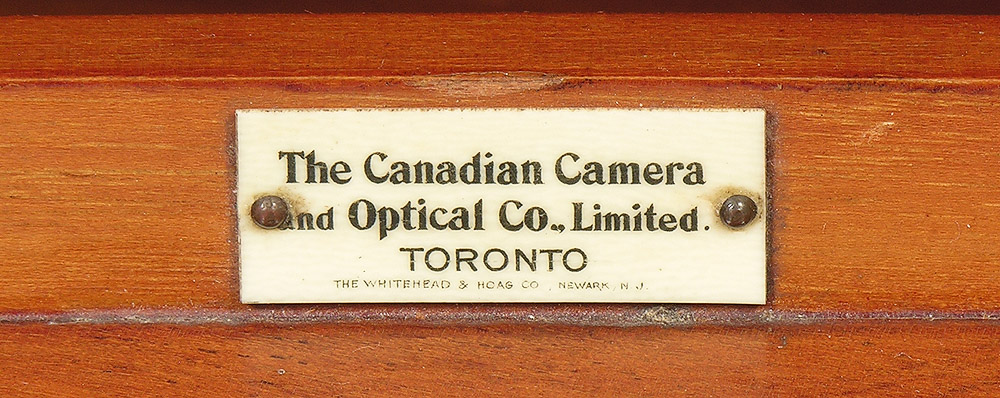 The Canadian Camera
and Optical Co., Limited.
TORONTO
THE WHITEHEAD & HOAG CO., NEWARK, N. J.